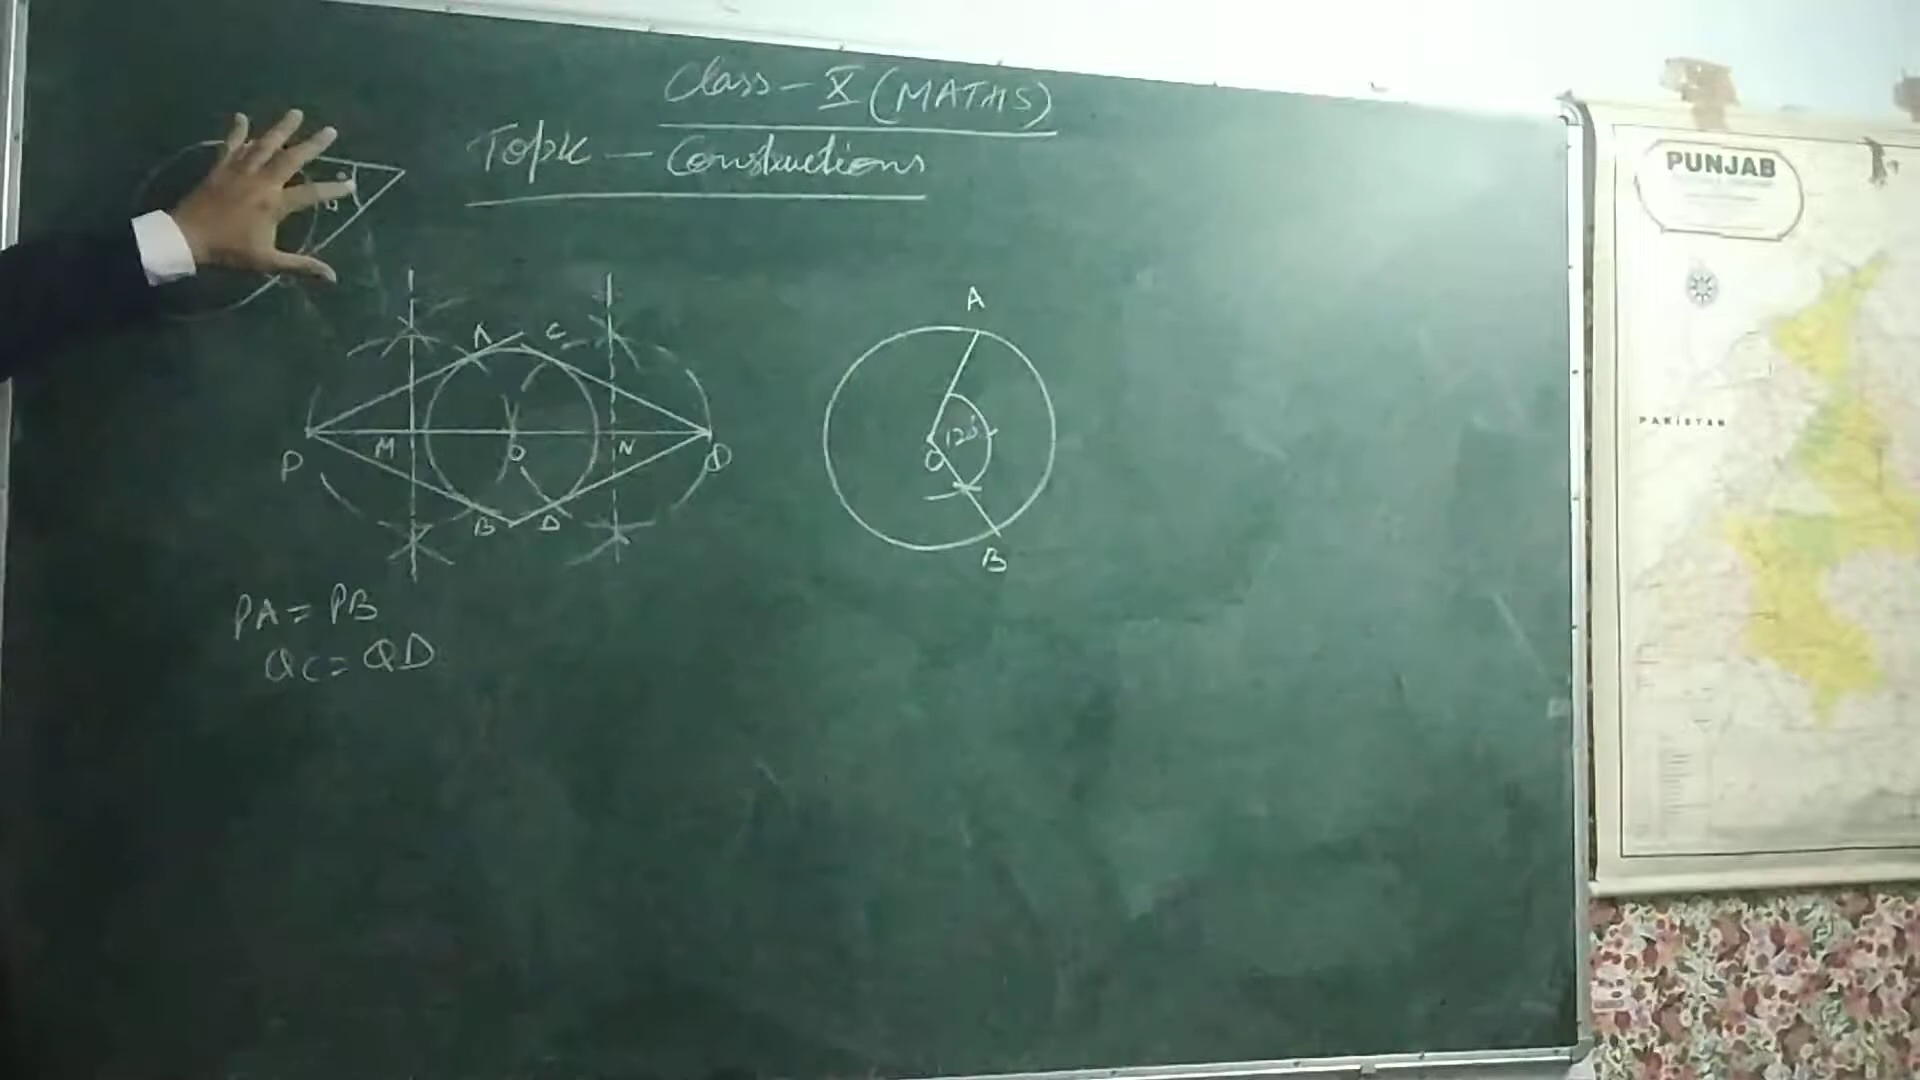 Class - X (MATHS)
Topic - Constructions
A C
P M O N Q
B D
PA = PB
QC = QD
A
120°
O
B
PUNJAB
PAKISTAN